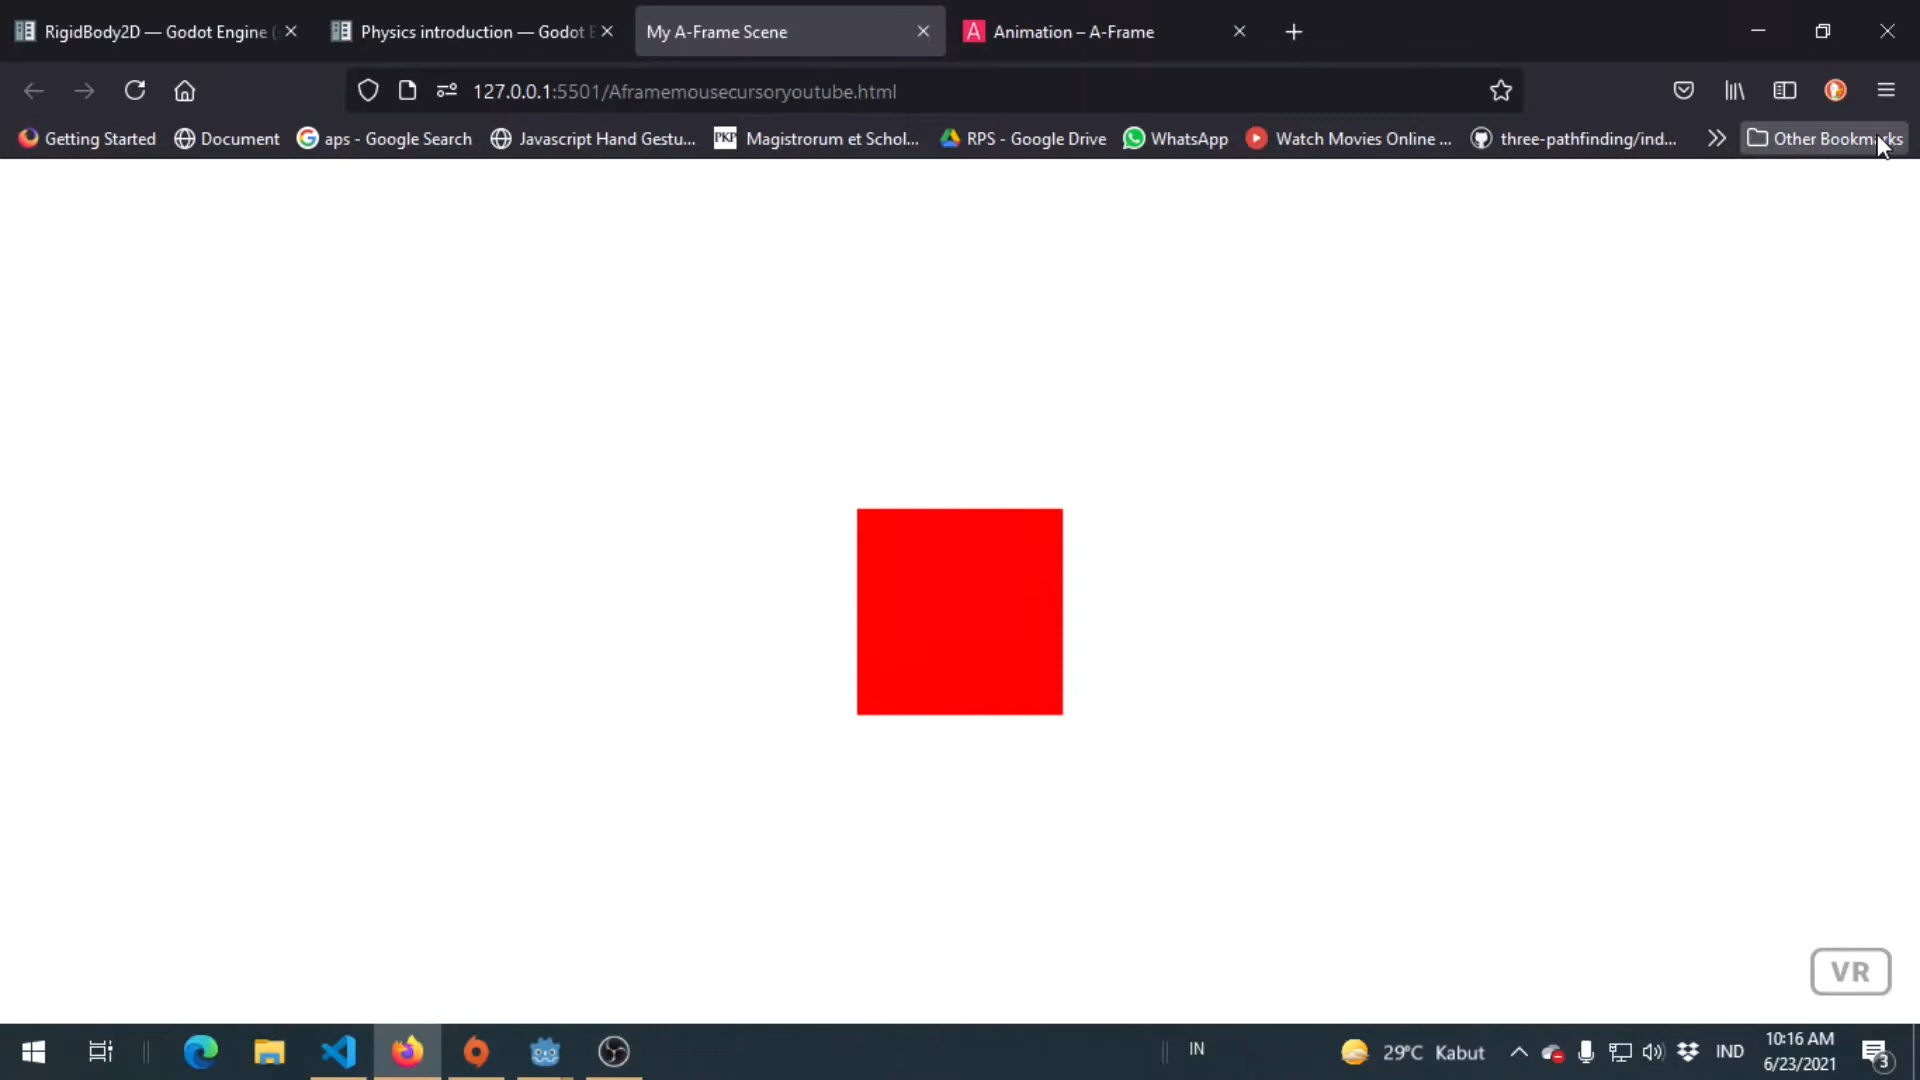 RigidBody2D — Godot Engine (
Physics introduction — Godot E
My A-Frame Scene
A Animation – A-Frame
127.0.0.1:5501/Aframemousecursoryoutube.html
Getting Started
Document
G aps - Google Search
Javascript Hand Gestu...
PKP Magistrorum et Schol...
RPS - Google Drive
WhatsApp
Watch Movies Online ...
three-pathfinding/ind...
Other Bookmarks
VR
IN
29°C Kabut
IND
10:16 AM
6/23/2021
3